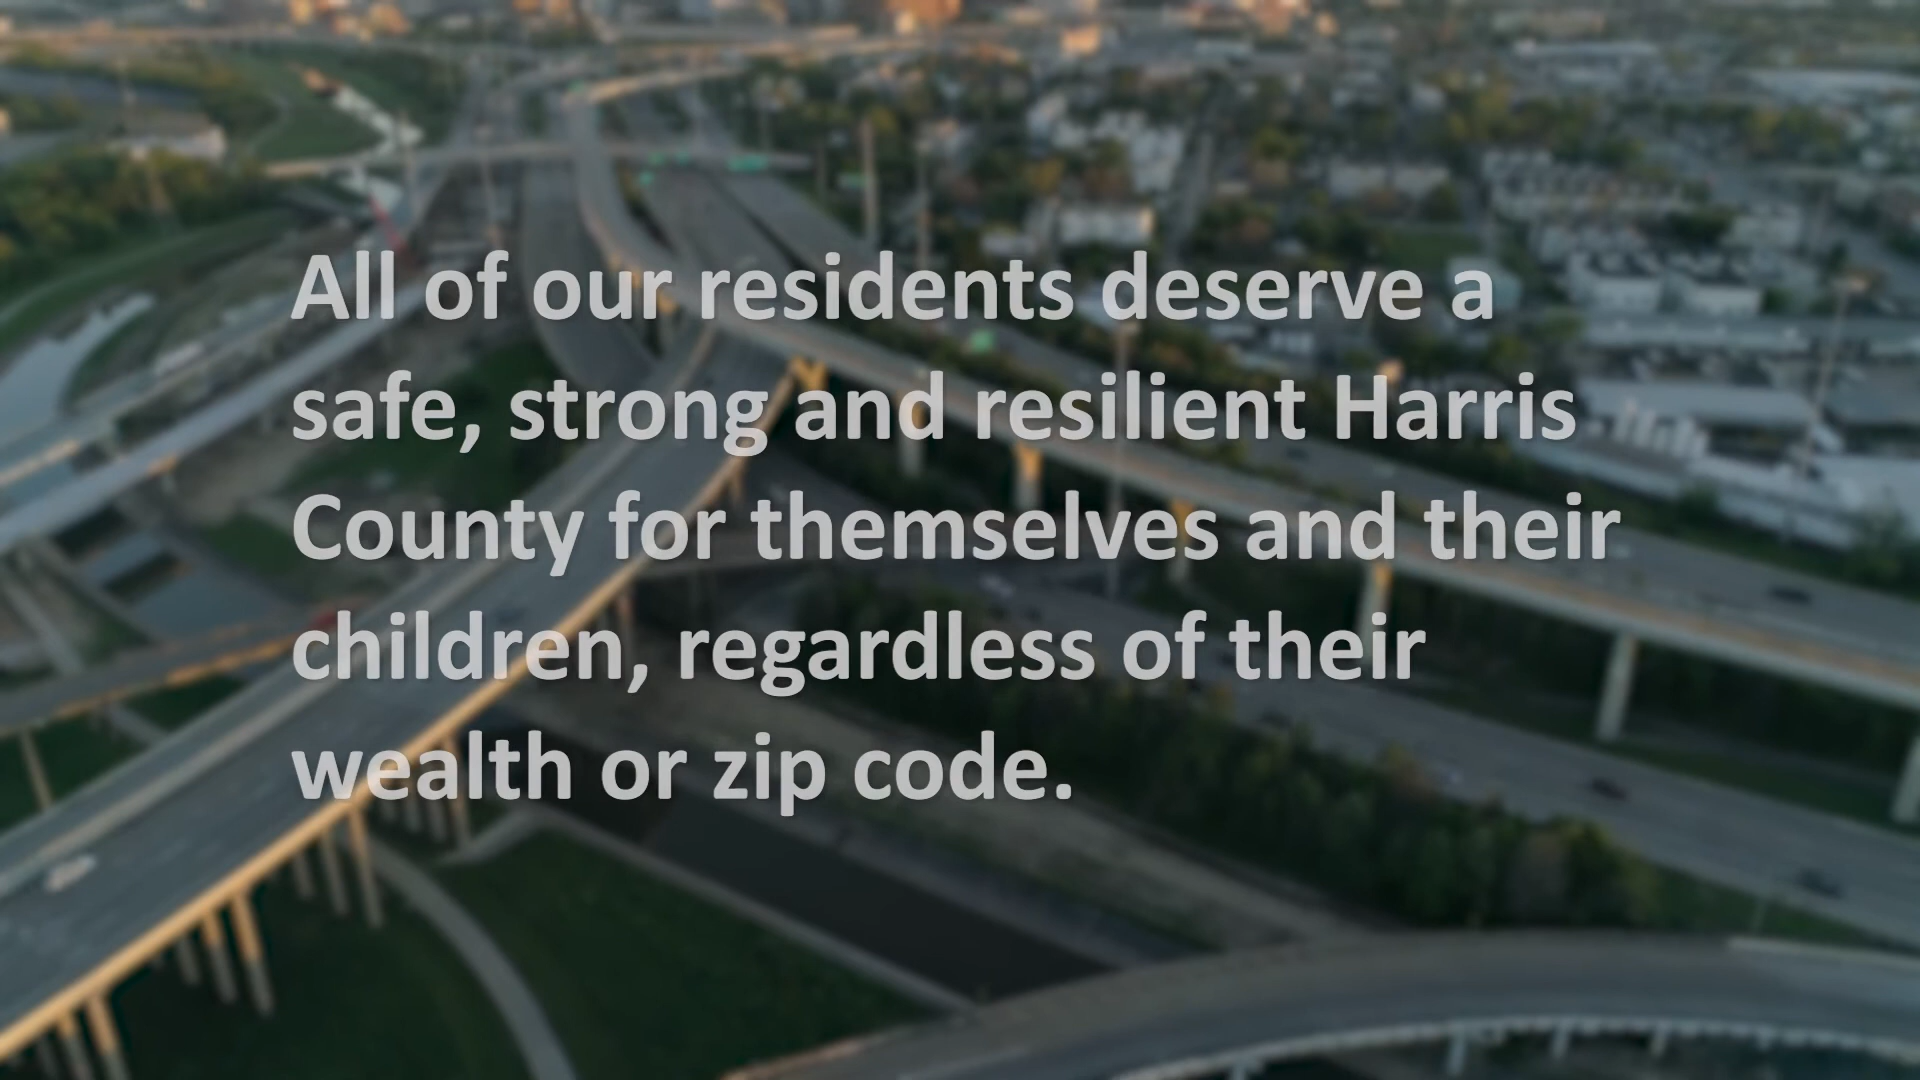 All of our residents deserve a
safe, strong and resilient Harris
County for themselves and their
children, regardless of their
wealth or zip code.